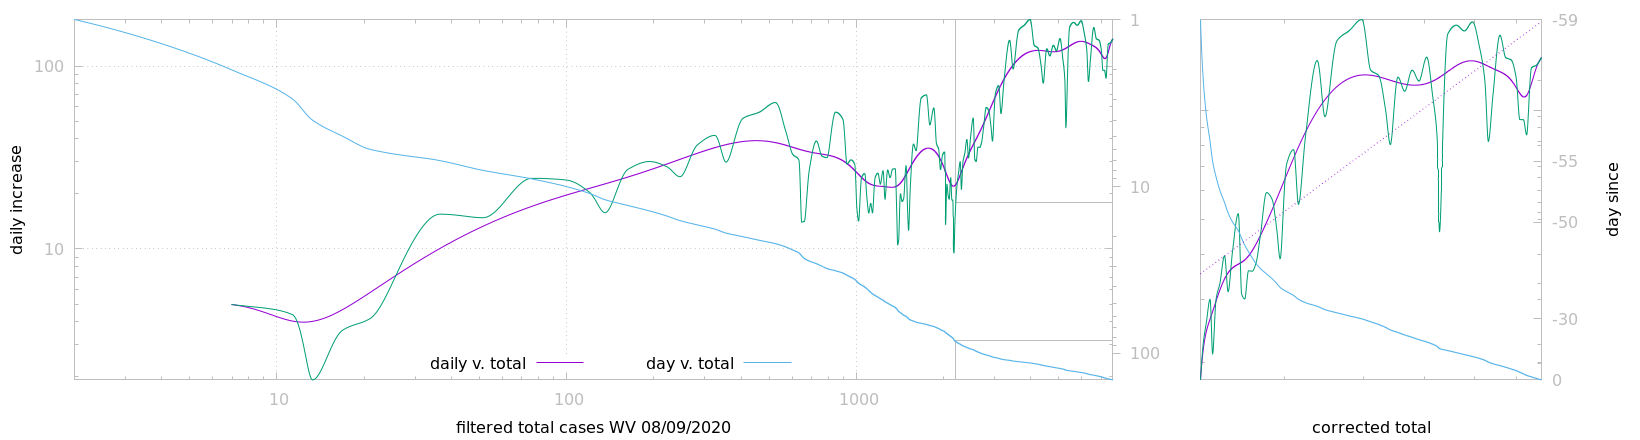 100
10
daily increase
daily v. total
day v. total
10
100
1000
filtered total cases WV 08/09/2020
1
10
100
-59
-55
-50
-30
0
day since
corrected total